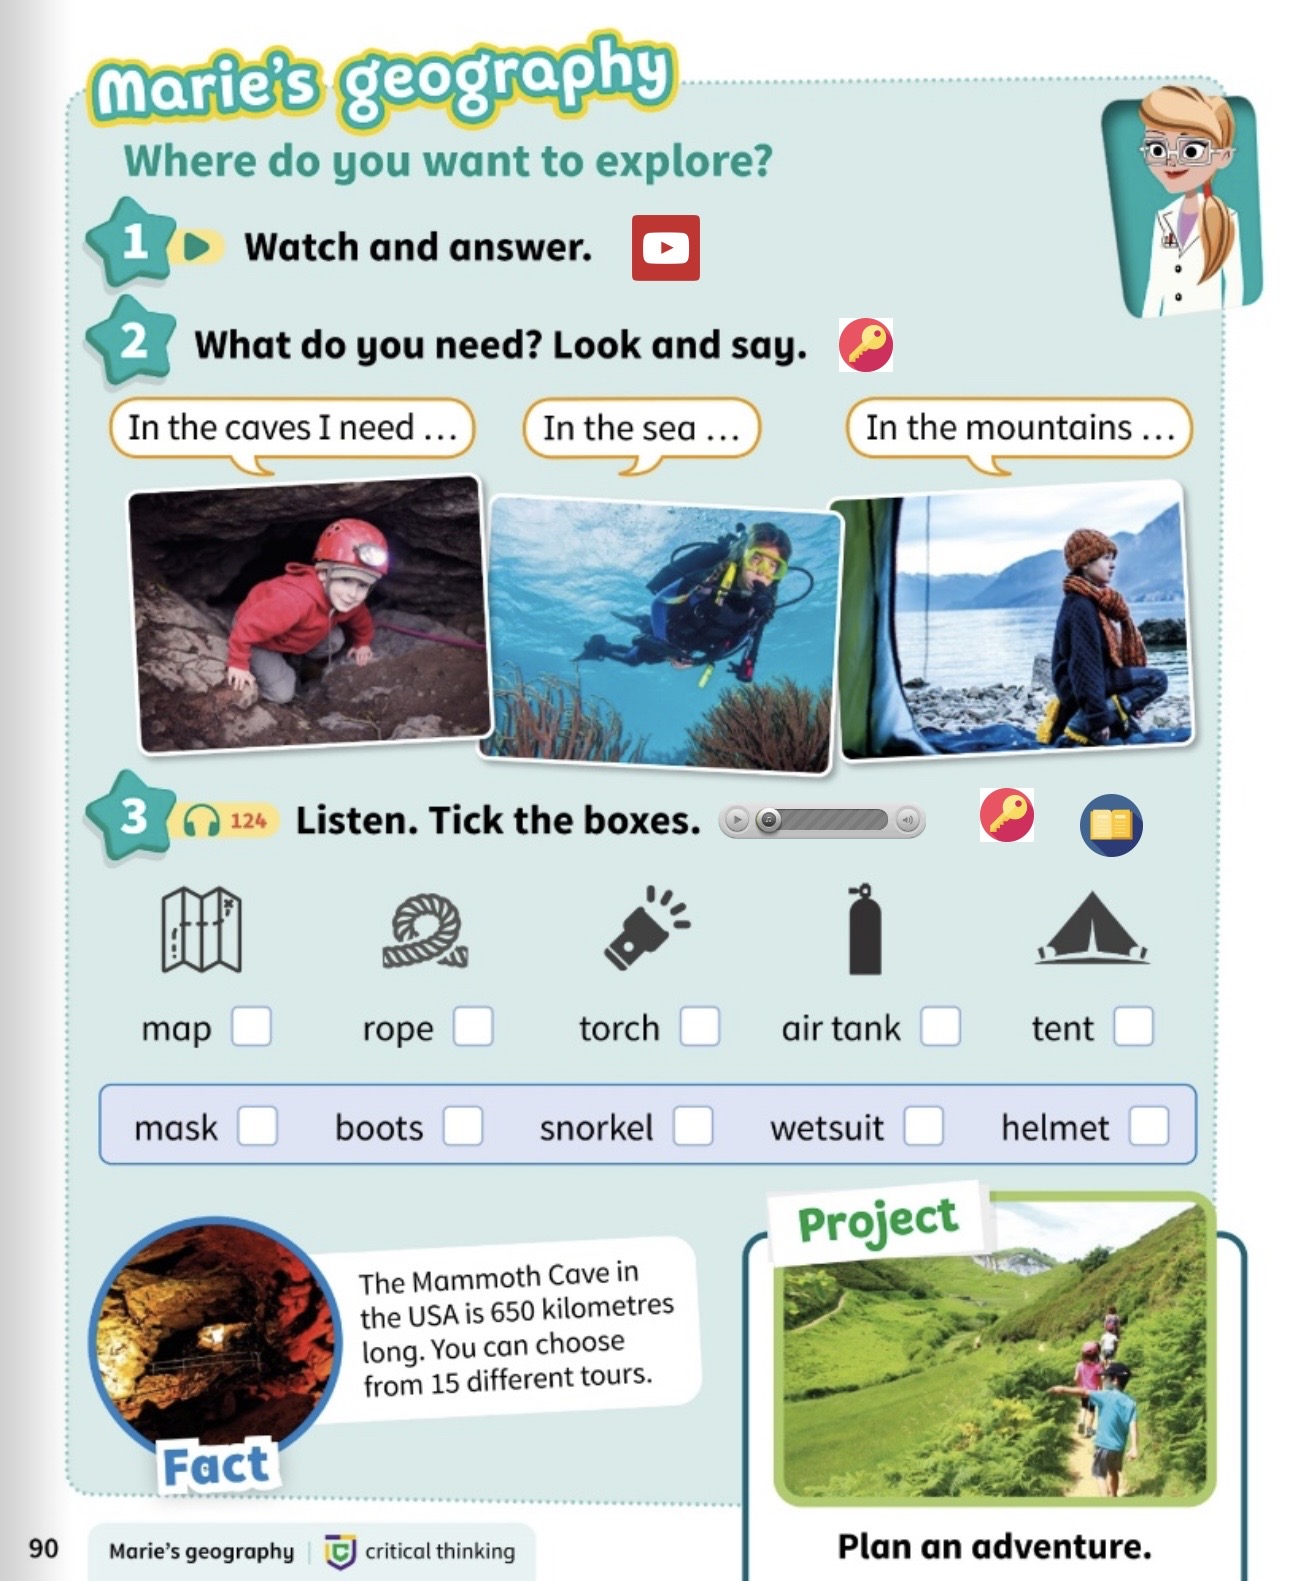 Marie's geography
Where do you want to explore?
1 Watch and answer.
2 What do you need? Look and say.
In the caves I need ...
In the sea ...
In the mountains ...
3 124 Listen. Tick the boxes.
map
rope
torch
air tank
tent
mask
boots
snorkel
wetsuit
helmet
The Mammoth Cave in
the USA is 650 kilometres
long. You can choose
from 15 different tours.
Fact
Project
Plan an adventure.
90 Marie's geography | C critical thinking